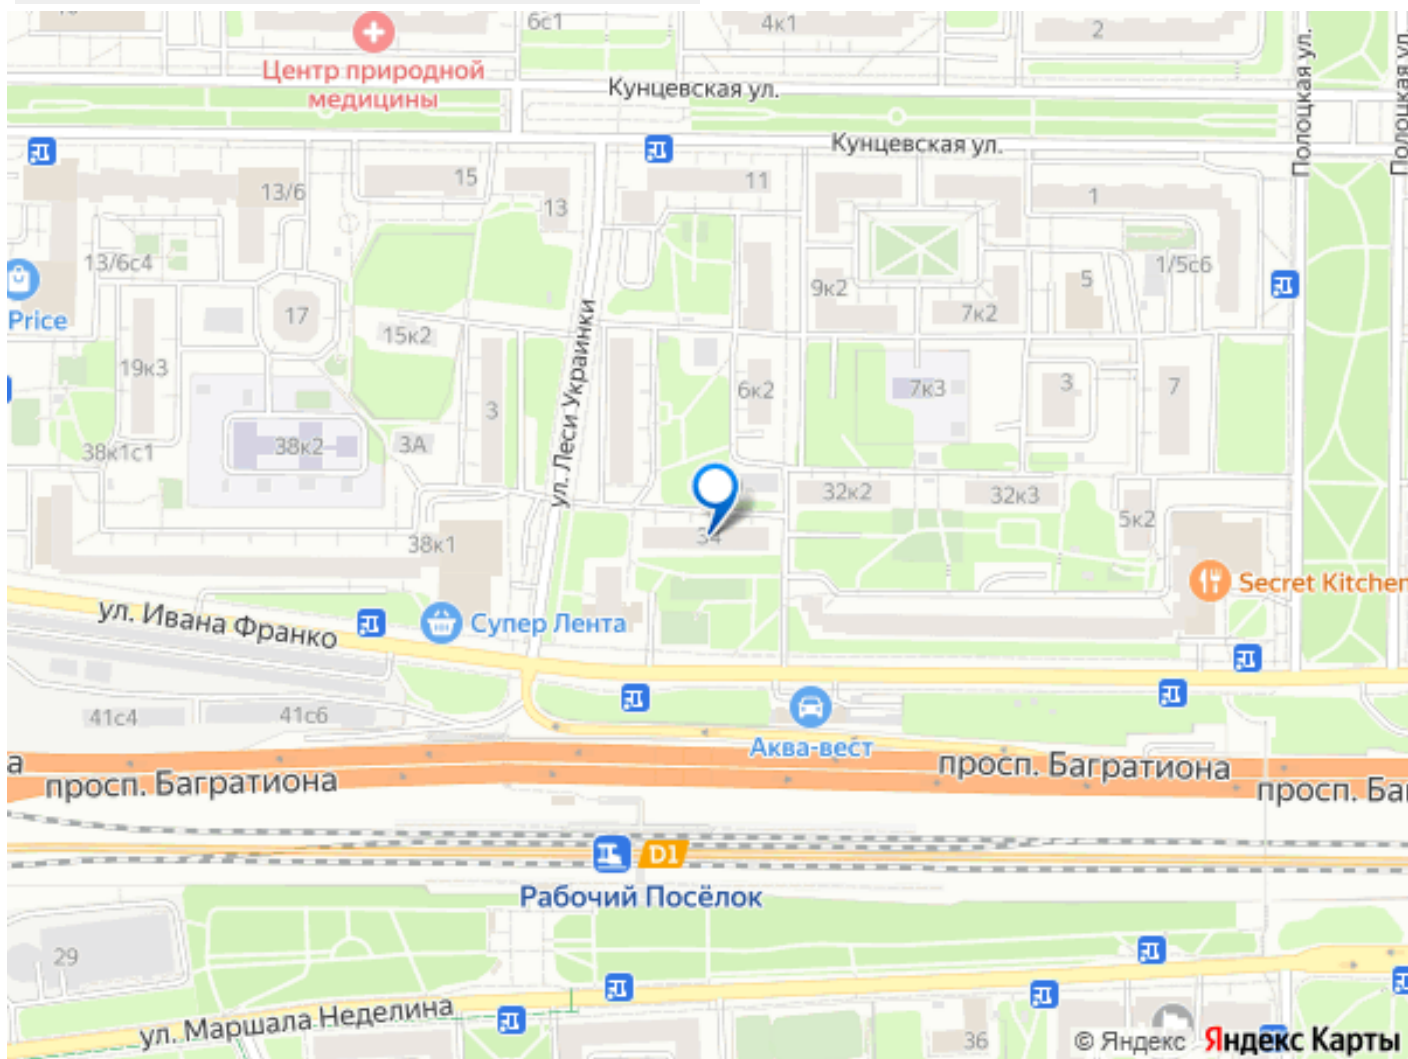 6с1
4к1
2
Центр природной
медицины
Кунцевская ул.
Полоцкая ул.
Полоцкая ул.
Кунцевская ул.
15
11
13/6
13
1
13/6с4
1/5с6
5
9к2
Price
17
7к2
15к2
ул. Леси Украинки
19к3
3
7
6к2
7к3
3
38к2
3А
38к1с1
32к2
32к3
5к2
34
38к1
Secret Kitchen
ул. Ивана Франко
Супер Лента
41с4
41с6
Аква-вест
просп. Багратиона
а
просп. Багратиона
просп. Баг
D1
Рабочий Посёлок
29
ул. Маршала Неделина
36
© Яндекс Яндекс Карты